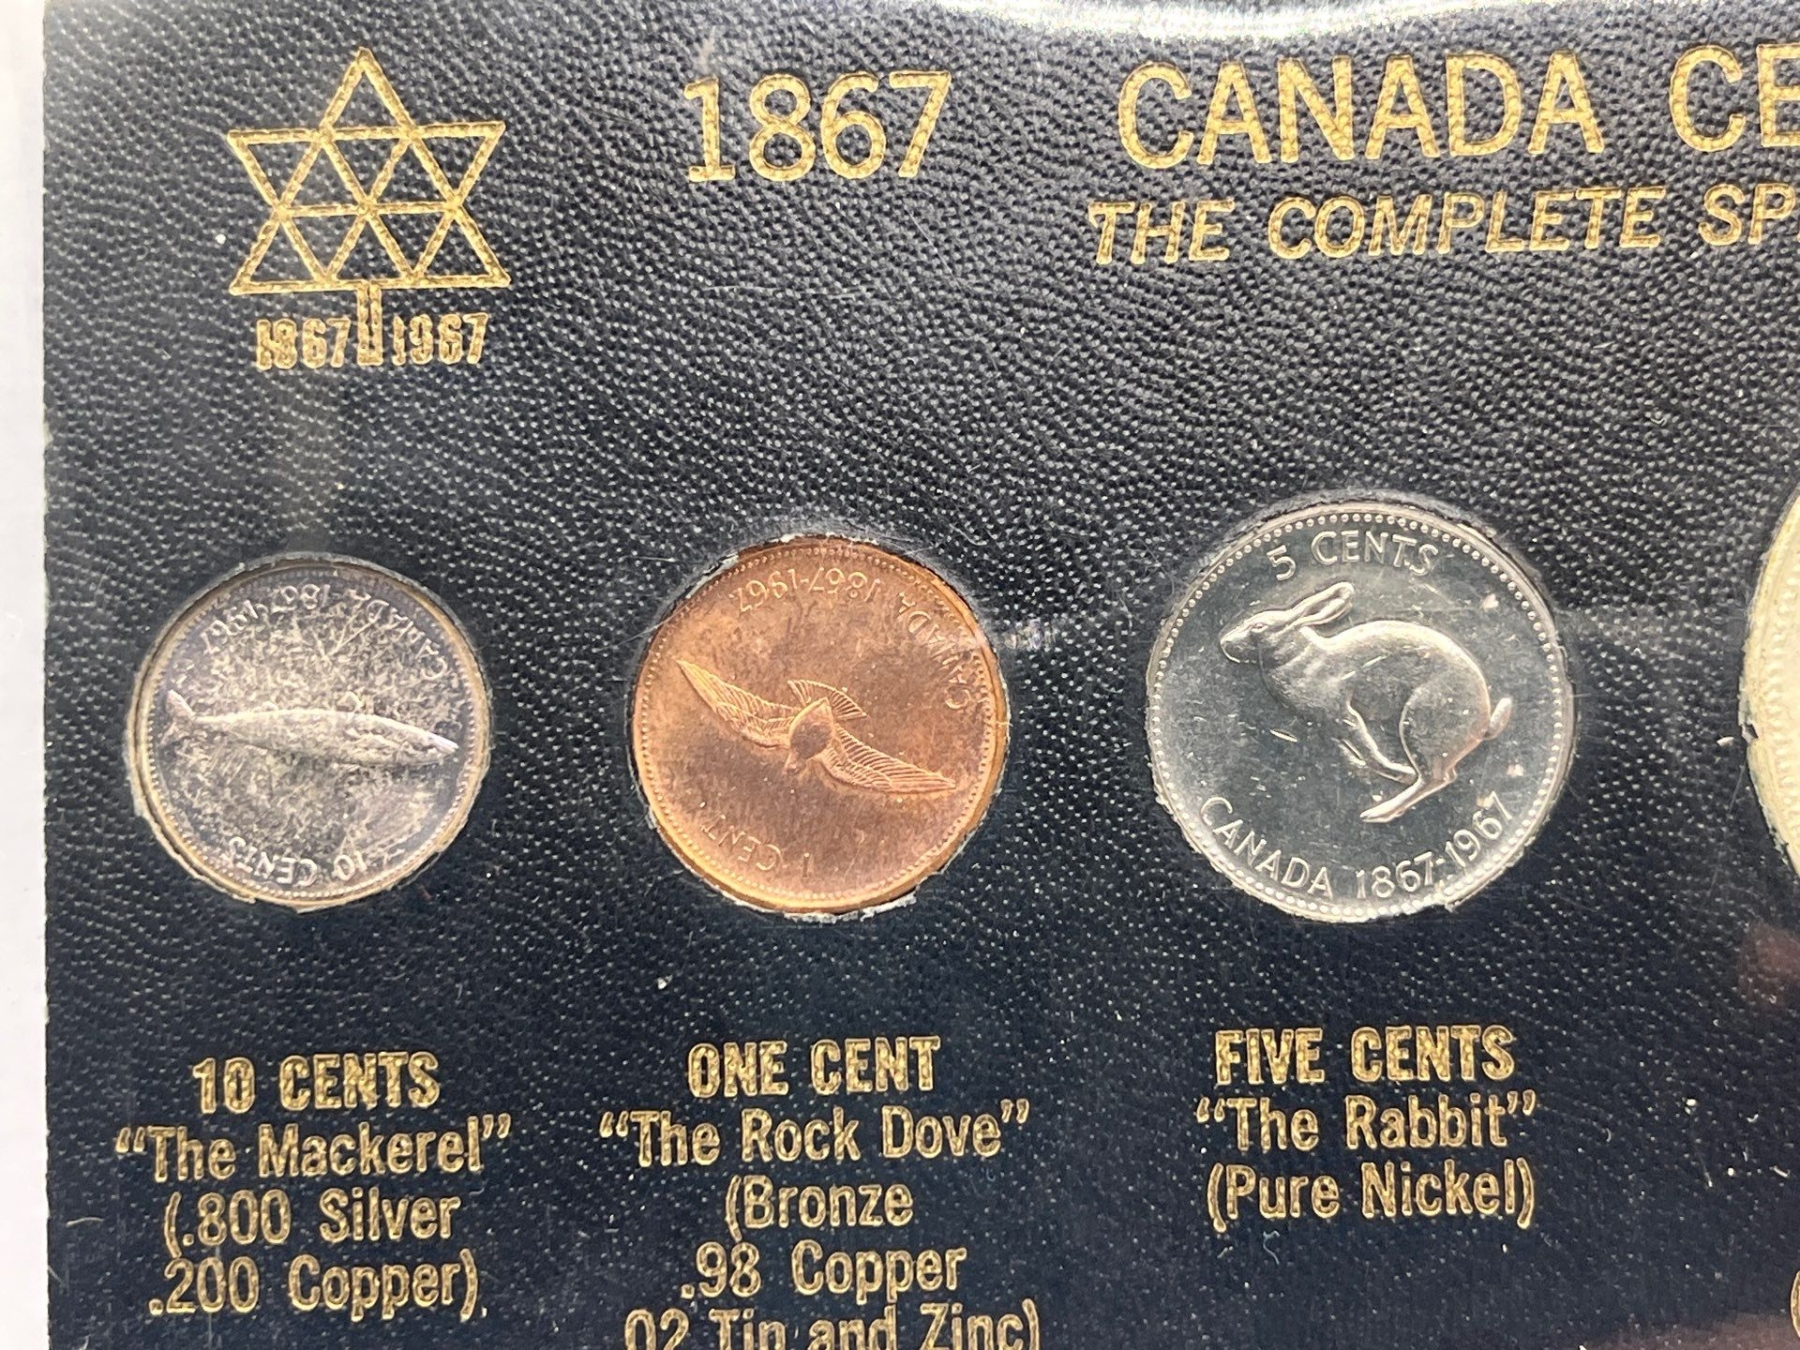 1867 CANADA CE
THE COMPLETE SP
1867 1967
CANADA 1867-1967
10 CENTS
CANADA 1867-1967
1 CENT
5 CENTS
CANADA 1867-1967
10 CENTS
"The Mackerel"
(.800 Silver
.200 Copper)
ONE CENT
"The Rock Dove"
(Bronze
.98 Copper
.02 Tin and Zinc)
FIVE CENTS
"The Rabbit"
(Pure Nickel)